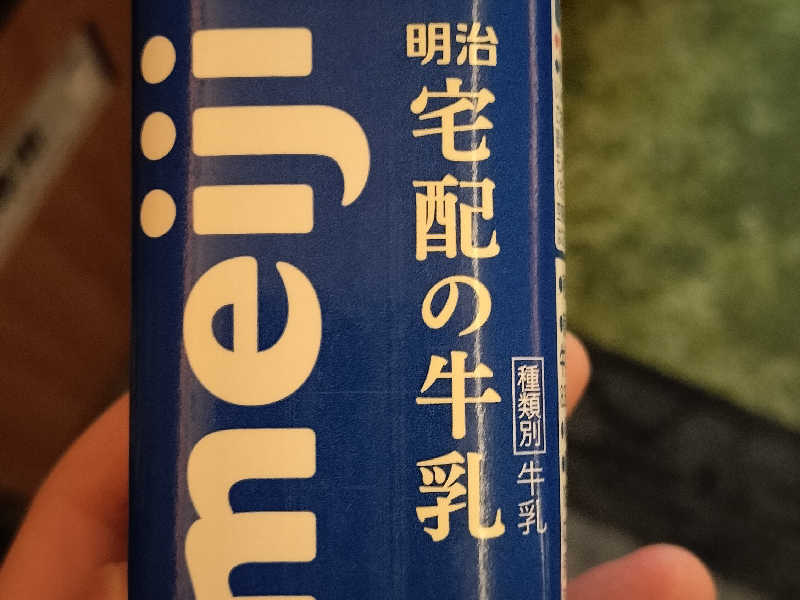 meiji
明治
宅配の牛乳
種類別 牛乳